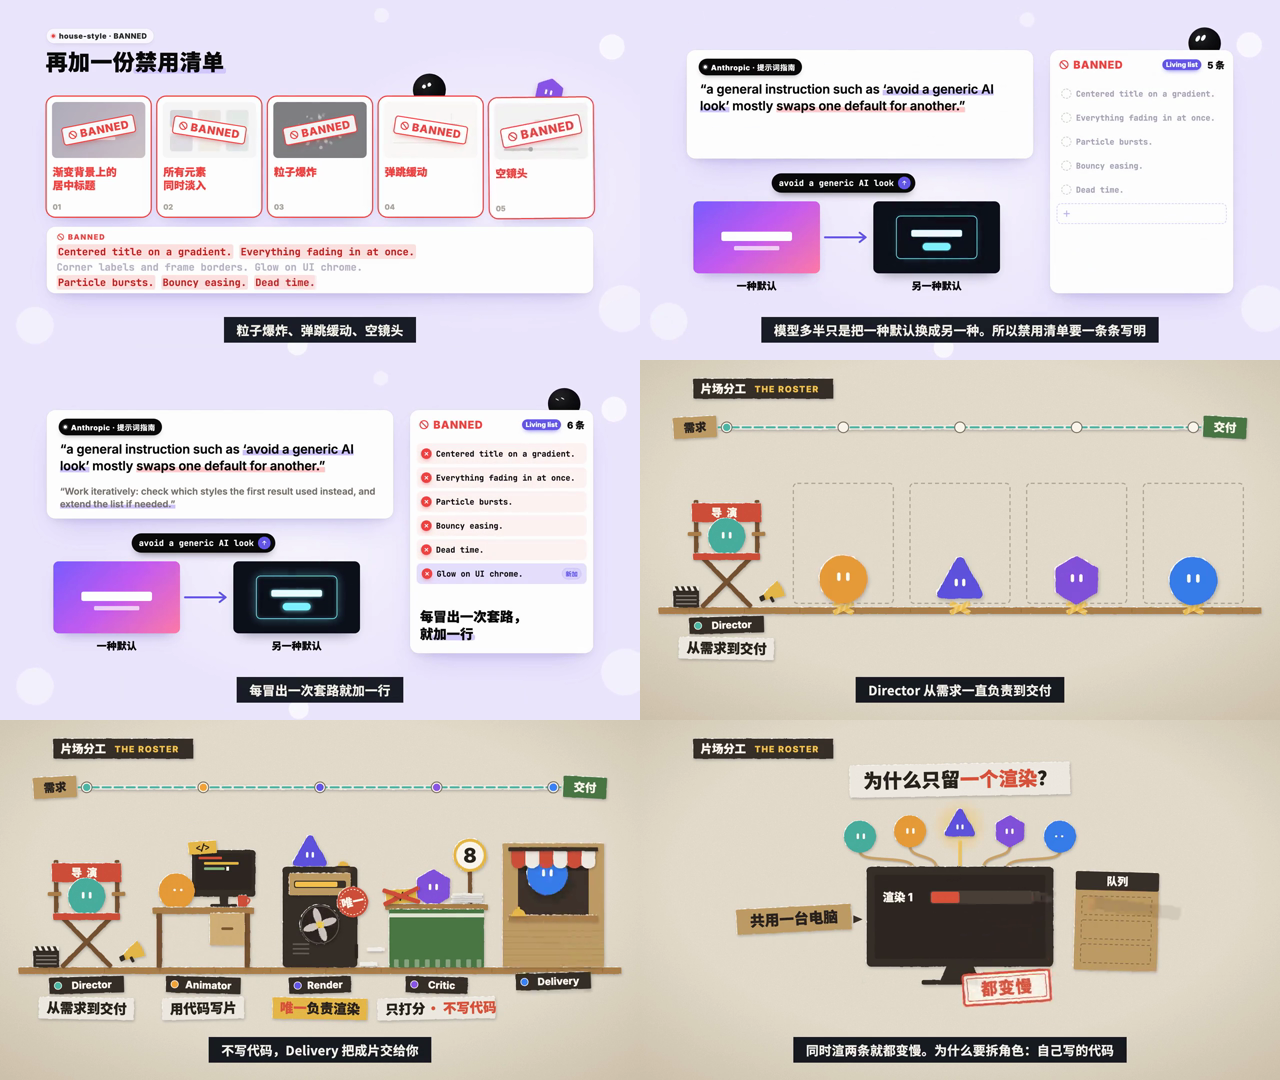 house-style · BANNED
再加一份禁用清单
BANNED
BANNED
BANNED
BANNED
BANNED
渐变背景上的
居中标题
01
所有元素
同时淡入
02
粒子爆炸
03
弹跳缓动
04
空镜头
05
BANNED
Centered title on a gradient. Everything fading in at once.
Corner labels and frame borders. Glow on UI chrome.
Particle bursts. Bouncy easing. Dead time.
粒子爆炸、弹跳缓动、空镜头
Anthropic · 提示词指南
“a general instruction such as ‘avoid a generic AI
look’ mostly swaps one default for another.”
avoid a generic AI look ↑
一种默认
另一种默认
BANNED Living list 5 条
Centered title on a gradient.
Everything fading in at once.
Particle bursts.
Bouncy easing.
Dead time.
+
模型多半只是把一种默认换成另一种。所以禁用清单要一条条写明
Anthropic · 提示词指南
“a general instruction such as ‘avoid a generic AI
look’ mostly swaps one default for another.”
“Work iteratively: check which styles the first result used instead, and
extend the list if needed.”
avoid a generic AI look ↑
一种默认
另一种默认
BANNED Living list 6 条
Centered title on a gradient.
Everything fading in at once.
Particle bursts.
Bouncy easing.
Dead time.
Glow on UI chrome. 新加
每冒出一次套路，
就加一行
每冒出一次套路就加一行
片场分工 THE ROSTER
需求
交付
导演
Director
从需求到交付
Director 从需求一直负责到交付
片场分工 THE ROSTER
需求
交付
导演
</>
唯一
8
Director
从需求到交付
Animator
用代码写片
Render
唯一负责渲染
Critic
只打分 · 不写代码
Delivery
不写代码，Delivery 把成片交给你
片场分工 THE ROSTER
为什么只留一个渲染?
渲染 1
共用一台电脑
队列
都变慢
同时渲两条就都变慢。为什么要拆角色：自己写的代码